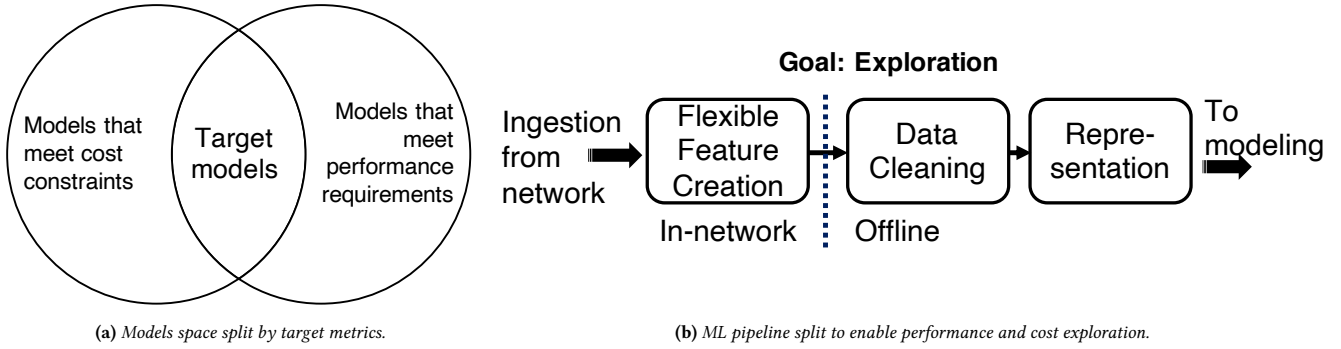 Models that
meet cost
constraints
Target
models
Models that
meet
performance
requirements
(a) Models space split by target metrics.
Goal: Exploration
Ingestion
from
network
Flexible
Feature
Creation
In-network
Data
Cleaning
Offline
Repre-
sentation
To
modeling
(b) ML pipeline split to enable performance and cost exploration.